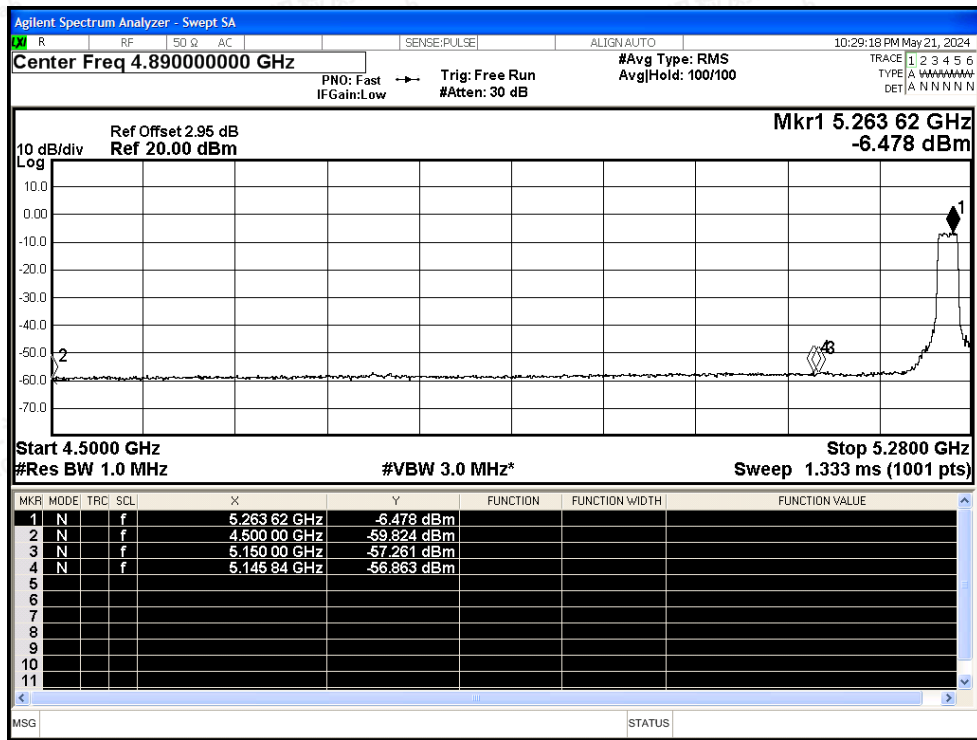 Agilent Spectrum Analyzer - Swept SA
LXI R RF 50 Ω AC SENSE:PULSE ALIGN AUTO 10:29:18 PM May 21, 2024
Center Freq 4.890000000 GHz #Avg Type: RMS TRACE 1 2 3 4 5 6
PNO: Fast Trig: Free Run Avg|Hold: 100/100 TYPE A WWWWW
IFGain:Low #Atten: 30 dB DET A N N N N N
Mkr1 5.263 62 GHz
Ref Offset 2.95 dB
10 dB/div Ref 20.00 dBm -6.478 dBm
Log
10.0
0.00
1
-10.0
-20.0
-30.0
-40.0
-50.0
2 4 3
-60.0
-70.0
Start 4.5000 GHz Stop 5.2800 GHz
#Res BW 1.0 MHz #VBW 3.0 MHz* Sweep 1.333 ms (1001 pts)
MKR MODE TRC SCL X Y FUNCTION FUNCTION WIDTH FUNCTION VALUE
1 N f 5.263 62 GHz -6.478 dBm
2 N f 4.500 00 GHz -59.824 dBm
3 N f 5.150 00 GHz -57.261 dBm
4 N f 5.145 84 GHz -56.863 dBm
5
6
7
8
9
10
11
MSG STATUS